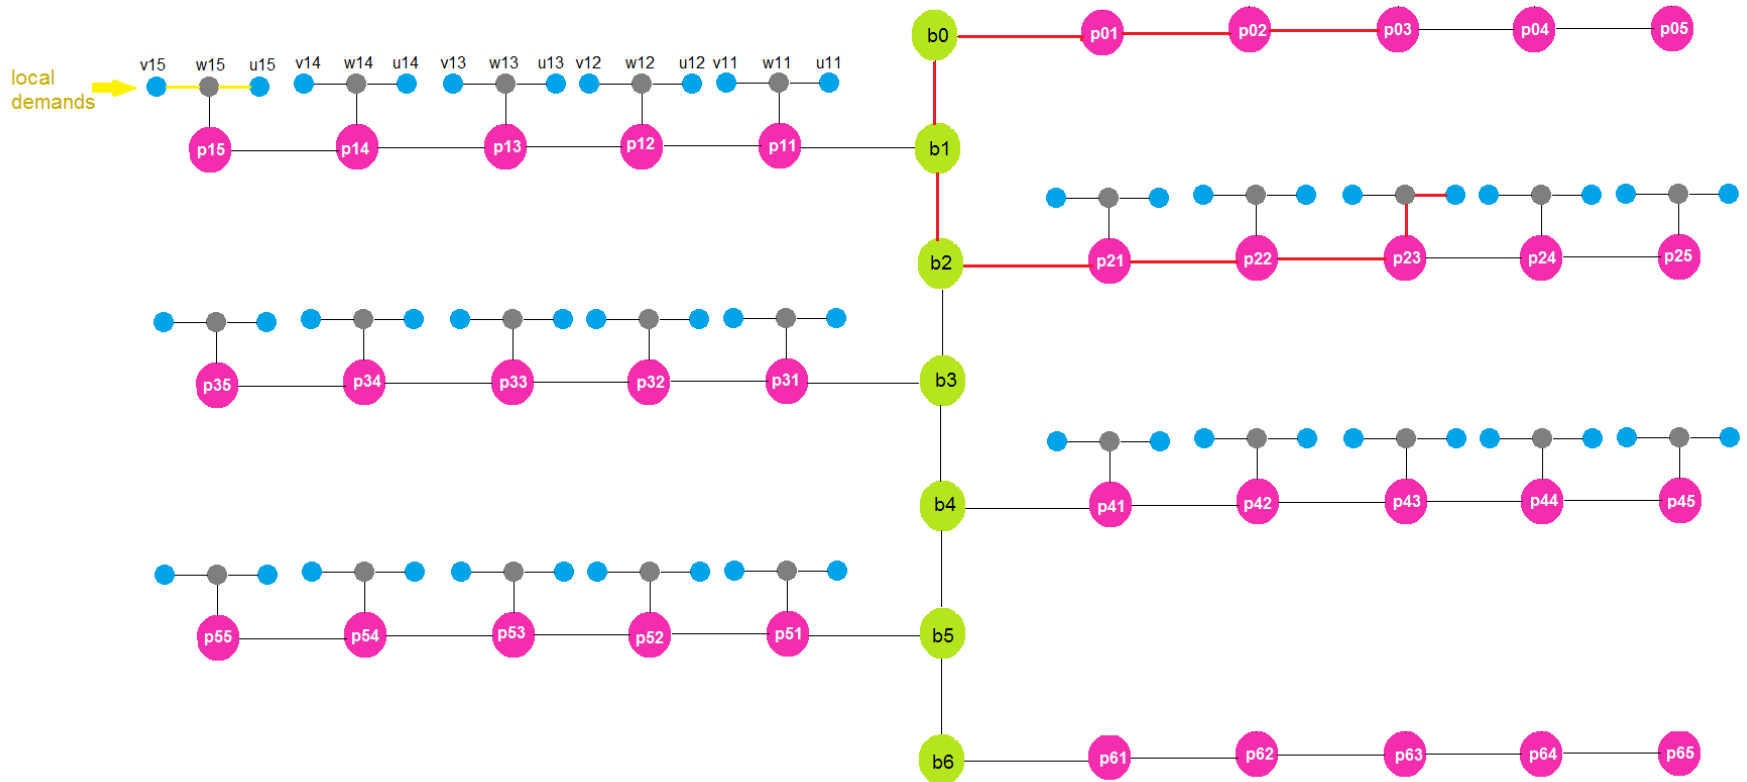 b0 p01 p02 p03 p04 p05
v15 w15 u15 v14 w14 u14 v13 w13 u13 v12 w12 u12 v11 w11 u11
local
demands
p15 p14 p13 p12 p11 b1
b2 p21 p22 p23 p24 p25
p35 p34 p33 p32 p31 b3
b4 p41 p42 p43 p44 p45
p55 p54 p53 p52 p51 b5
b6 p61 p62 p63 p64 p65